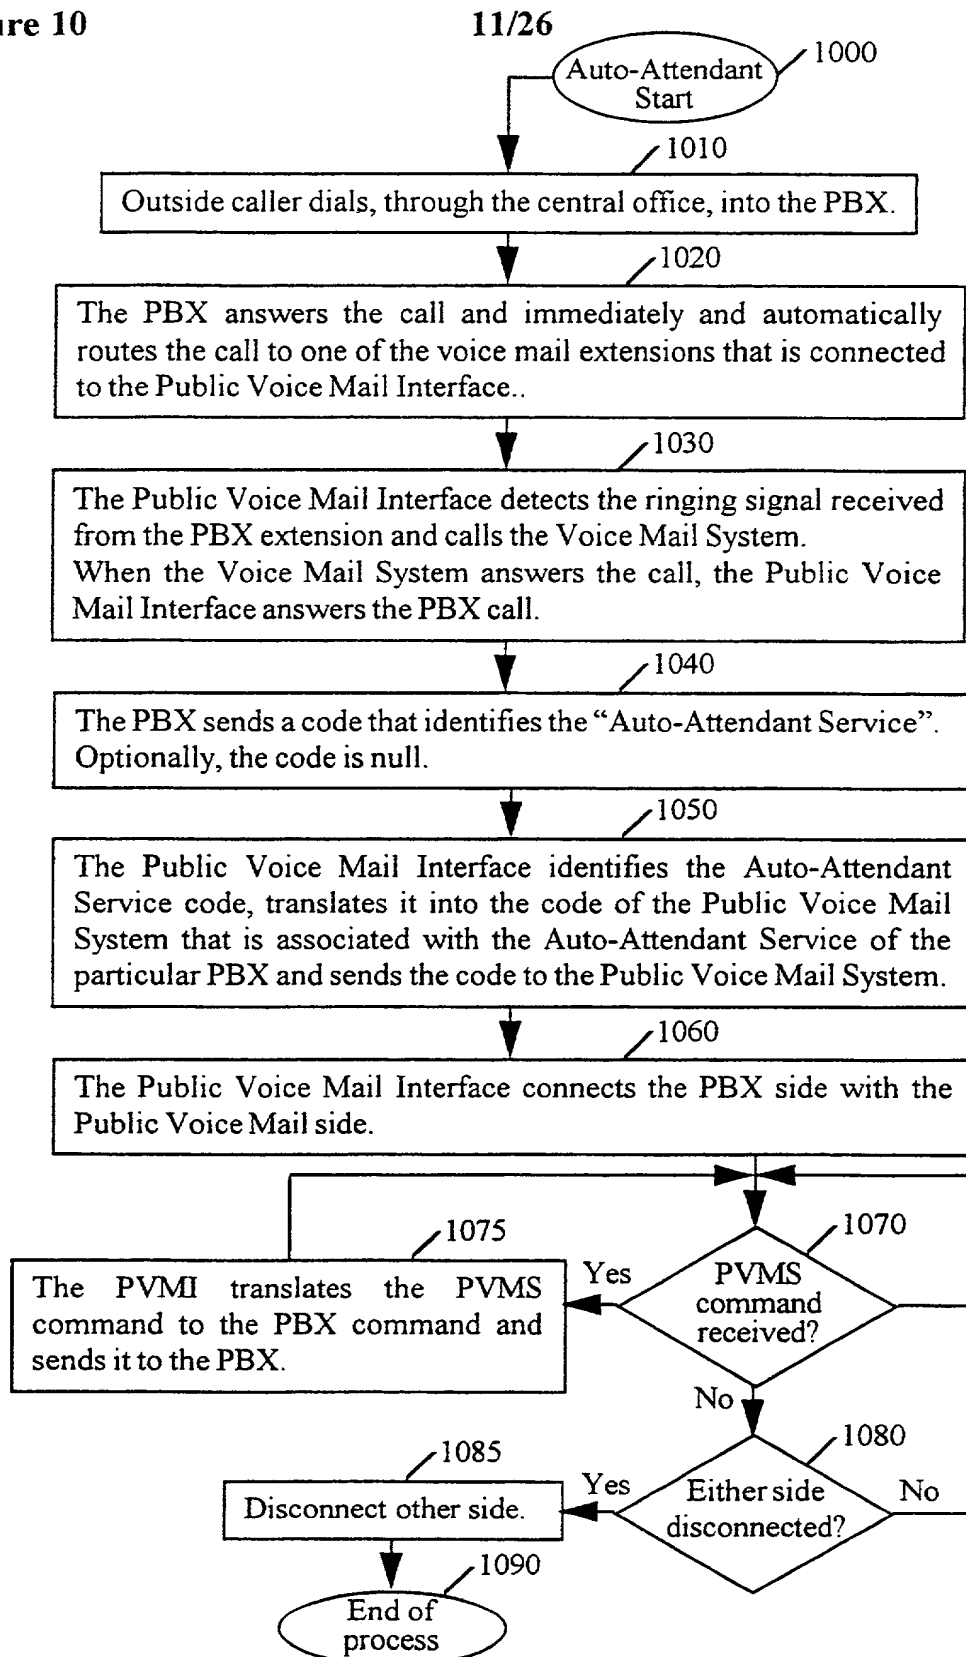 ure 10
11/26
Auto-Attendant
Start
1000
1010
Outside caller dials, through the central office, into the PBX.
1020
The PBX answers the call and immediately and automatically
routes the call to one of the voice mail extensions that is connected
to the Public Voice Mail Interface..
1030
The Public Voice Mail Interface detects the ringing signal received
from the PBX extension and calls the Voice Mail System.
When the Voice Mail System answers the call, the Public Voice
Mail Interface answers the PBX call.
1040
The PBX sends a code that identifies the “Auto-Attendant Service”.
Optionally, the code is null.
1050
The Public Voice Mail Interface identifies the Auto-Attendant
Service code, translates it into the code of the Public Voice Mail
System that is associated with the Auto-Attendant Service of the
particular PBX and sends the code to the Public Voice Mail System.
1060
The Public Voice Mail Interface connects the PBX side with the
Public Voice Mail side.
1070
PVMS
command
received?
Yes
1075
The PVMI translates the PVMS
command to the PBX command and
sends it to the PBX.
No
1080
Either side
disconnected?
Yes
No
1085
Disconnect other side.
1090
End of
process